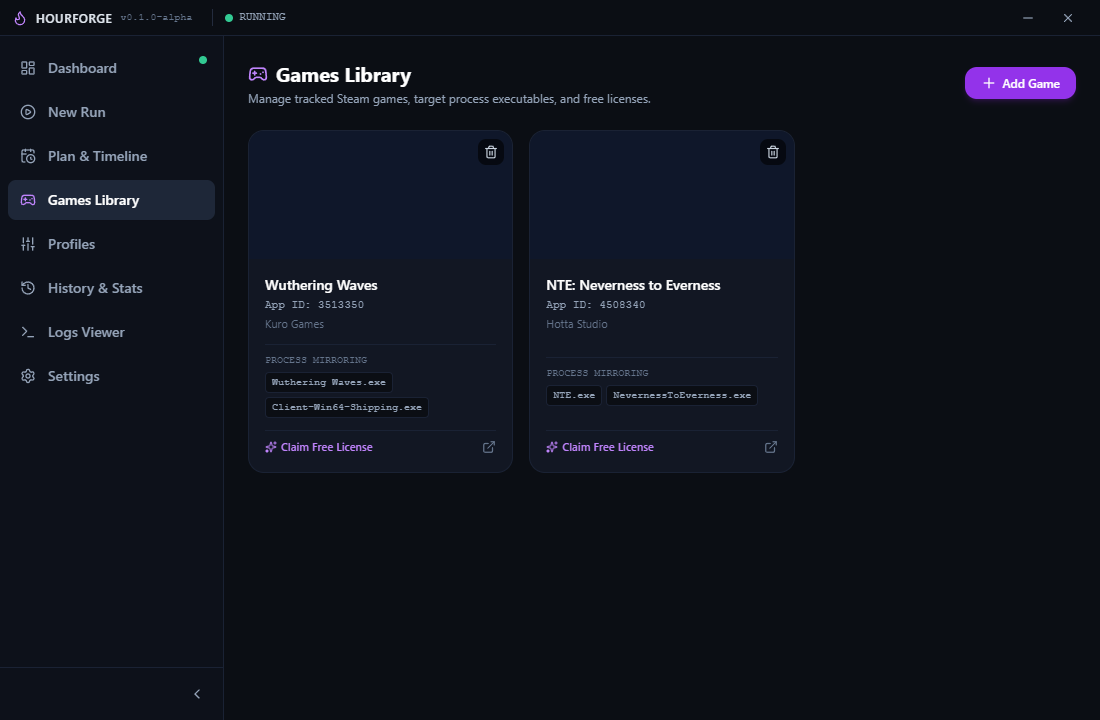 HOURFORGE v0.1.0-alpha RUNNING
Dashboard
New Run
Plan & Timeline
Games Library
Profiles
History & Stats
Logs Viewer
Settings
Games Library
Manage tracked Steam games, target process executables, and free licenses.
Add Game
Wuthering Waves
App ID: 3513350
Kuro Games
PROCESS MIRRORING
Wuthering Waves.exe
Client-Win64-Shipping.exe
Claim Free License
NTE: Neverness to Everness
App ID: 4508340
Hotta Studio
PROCESS MIRRORING
NTE.exe NevernessToEverness.exe
Claim Free License